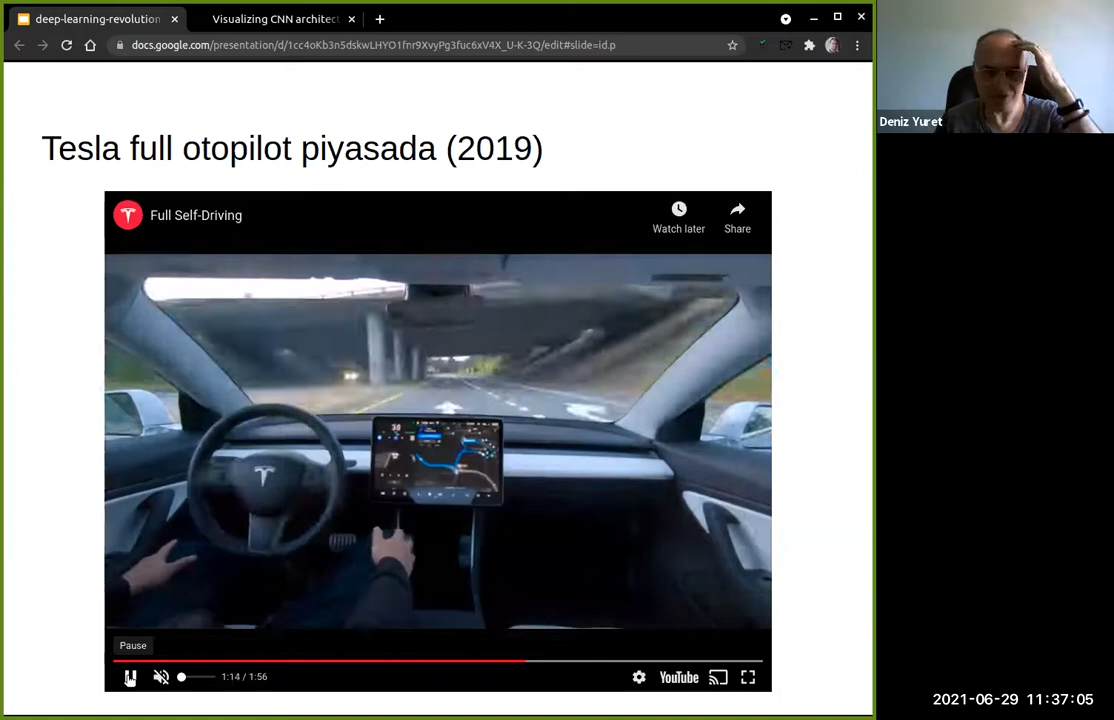 deep-learning-revolution
Visualizing CNN architect
docs.google.com/presentation/d/1cc4oKb3n5dskwLHYO1fnr9XvyPg3fuc6xV4X_U-K-3Q/edit#slide=id.p
Deniz Yuret
Tesla full otopilot piyasada (2019)
Full Self-Driving
Watch later
Share
Pause
1:14 / 1:56
YouTube
2021-06-29 11:37:05